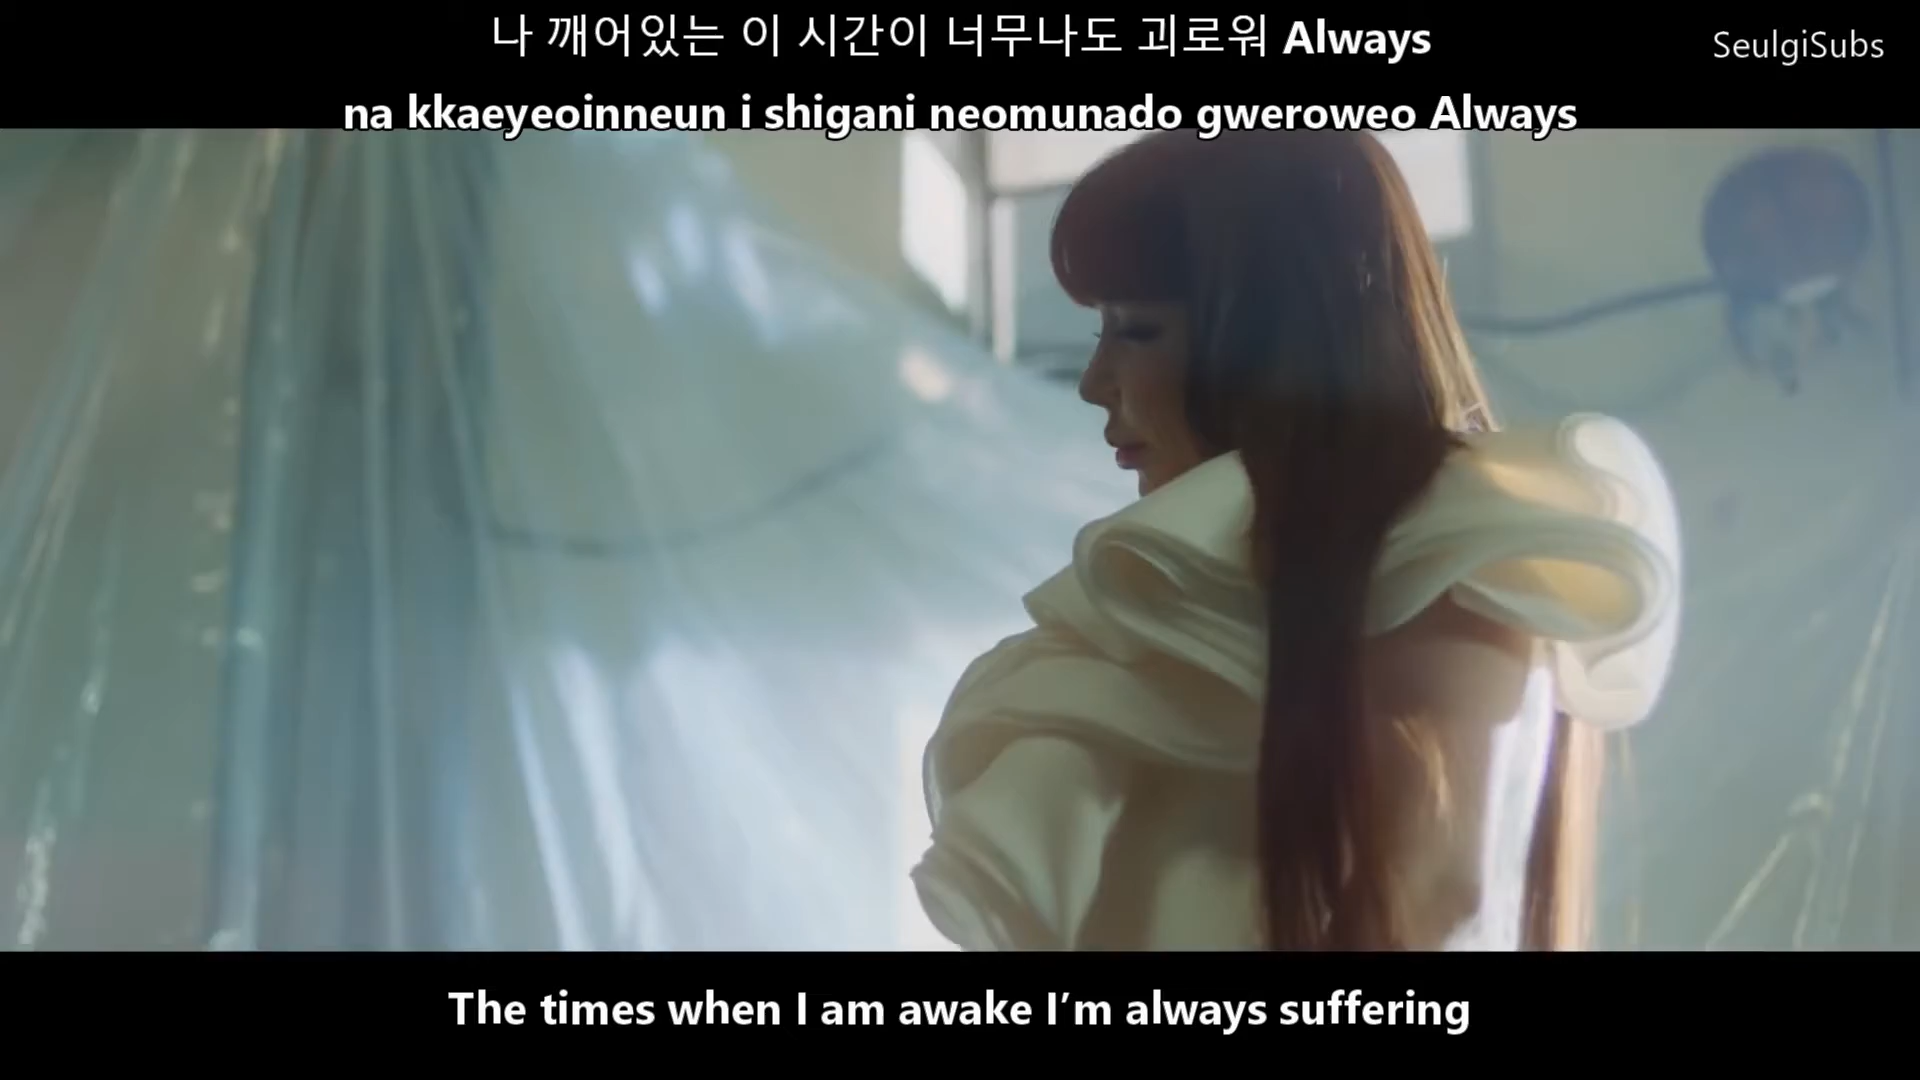 나 깨어있는 이 시간이 너무나도 괴로워 Always
SeulgiSubs
na kkaeyeoinneun i shigani neomunado gweroweo Always
The times when I am awake I’m always suffering